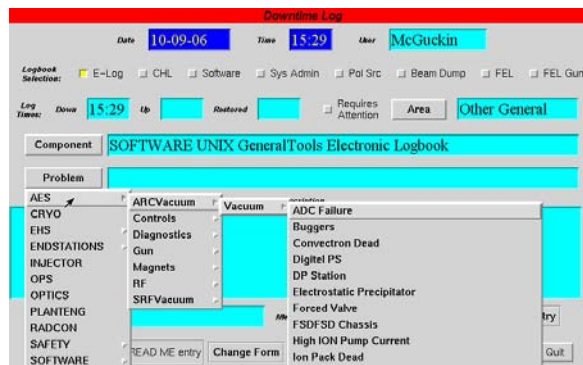 Downtime Log
Date 10-09-06 Time 15:29 User McGuckin
Logbook Selection: E-Log CHL Software Sys Admin Pol Src Beam Dump FEL FEL Gun
Log Times: Down 15:29 Up Restored Requires Attention Area Other General
Component SOFTWARE UNIX GeneralTools Electronic Logbook
Problem
AES
CRYO
EHS
ENDSTATIONS
INJECTOR
OPS
OPTICS
PLANTENG
RADCON
SAFETY
SOFTWARE
ARCVacuum
Controls
Diagnostics
Gun
Magnets
RF
SRFVacuum
Vacuum
ADC Failure
Buggers
Convectron Dead
Digitel PS
DP Station
Electrostatic Precipitator
Forced Valve
FSDFSD Chassis
High ION Pump Current
Ion Pack Dead
README entry Change Form Quit